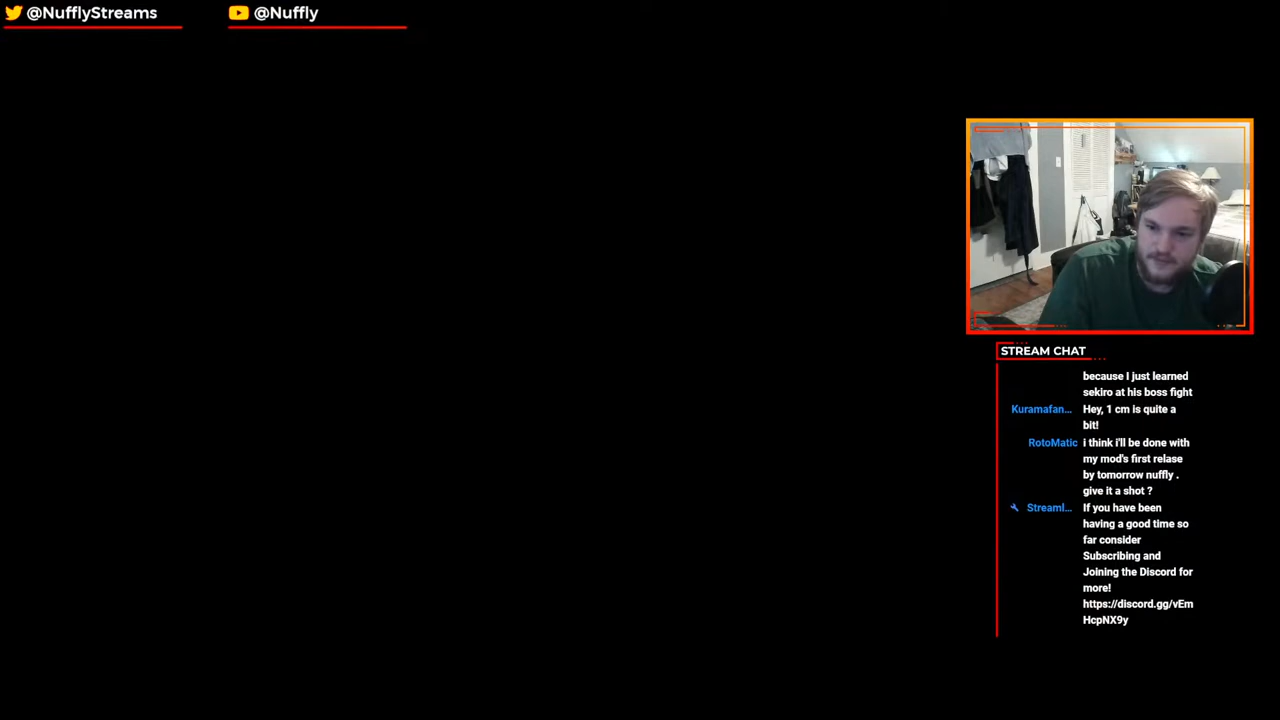 @NufflyStreams @Nuffly
STREAM CHAT
because I just learned
sekiro at his boss fight
Kuramafan... Hey, 1 cm is quite a
bit!
RotoMatic i think i'll be done with
my mod's first relase
by tomorrow nuffly .
give it a shot ?
Streaml... If you have been
having a good time so
far consider
Subscribing and
Joining the Discord for
more!
https://discord.gg/vEm
HcpNX9y